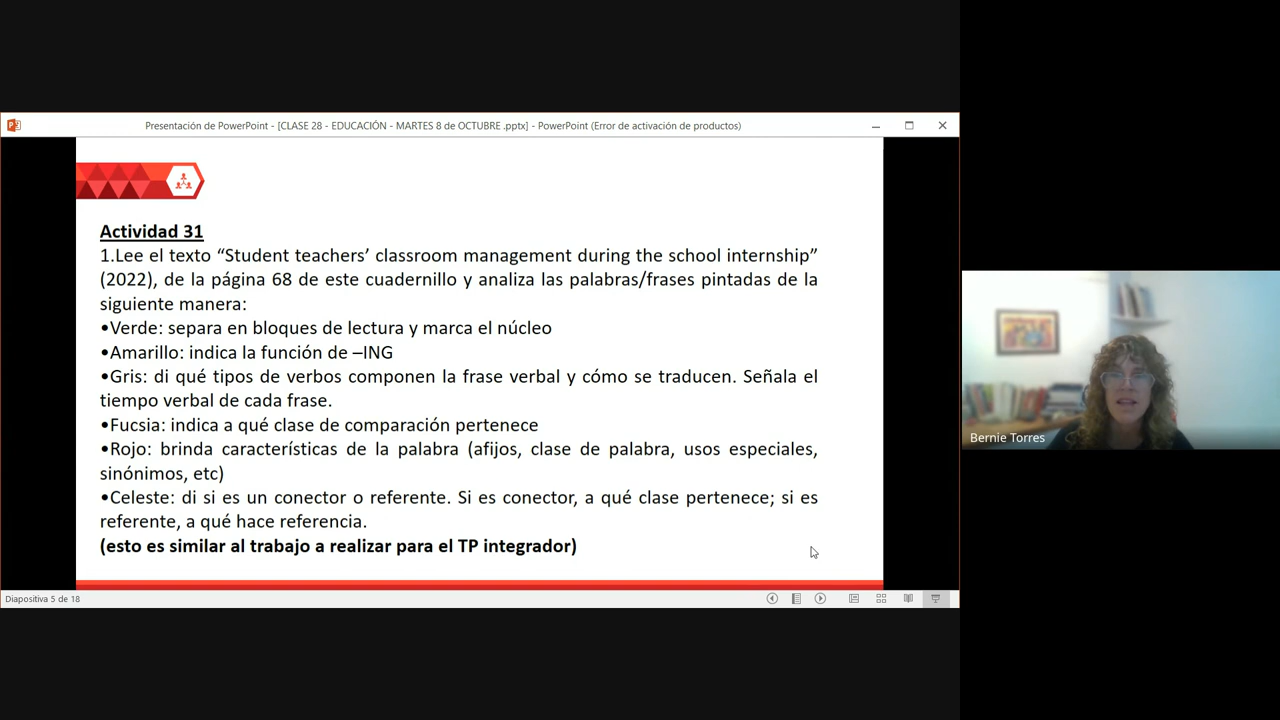 Presentación de PowerPoint - [CLASE 28 - EDUCACIÓN - MARTES 8 de OCTUBRE .pptx] - PowerPoint (Error de activación de productos)
Actividad 31
1.Lee el texto “Student teachers’ classroom management during the school internship”
(2022), de la página 68 de este cuadernillo y analiza las palabras/frases pintadas de la
siguiente manera:
•Verde: separa en bloques de lectura y marca el núcleo
•Amarillo: indica la función de –ING
•Gris: di qué tipos de verbos componen la frase verbal y cómo se traducen. Señala el
tiempo verbal de cada frase.
•Fucsia: indica a qué clase de comparación pertenece
•Rojo: brinda características de la palabra (afijos, clase de palabra, usos especiales,
sinónimos, etc)
•Celeste: di si es un conector o referente. Si es conector, a qué clase pertenece; si es
referente, a qué hace referencia.
(esto es similar al trabajo a realizar para el TP integrador)
Diapositiva 5 de 18
Bernie Torres